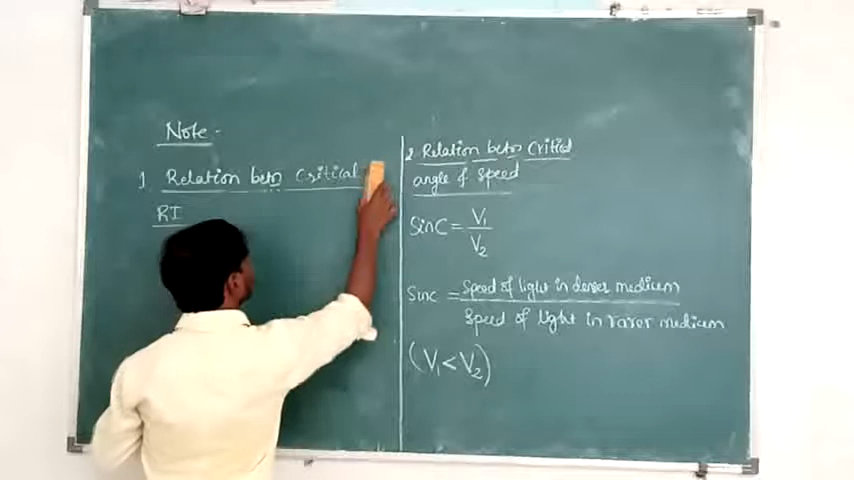 Note -
1 Relation betn Critical
RI
2 Relation betn Critical
angle & Speed
SinC = V1/V2
Sinc = Speed of light in denser medium / Speed of light in rarer medium
(V1 < V2)